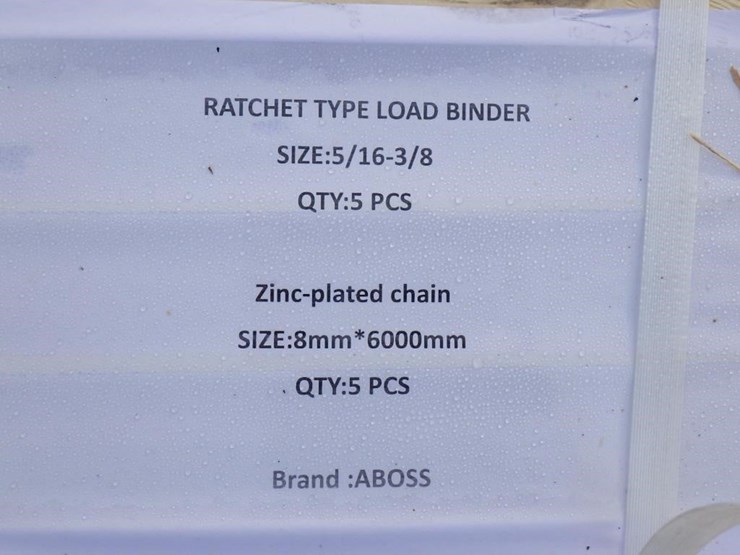 RATCHET TYPE LOAD BINDER
SIZE:5/16-3/8
QTY:5 PCS
Zinc-plated chain
SIZE:8mm*6000mm
QTY:5 PCS
Brand :ABOSS